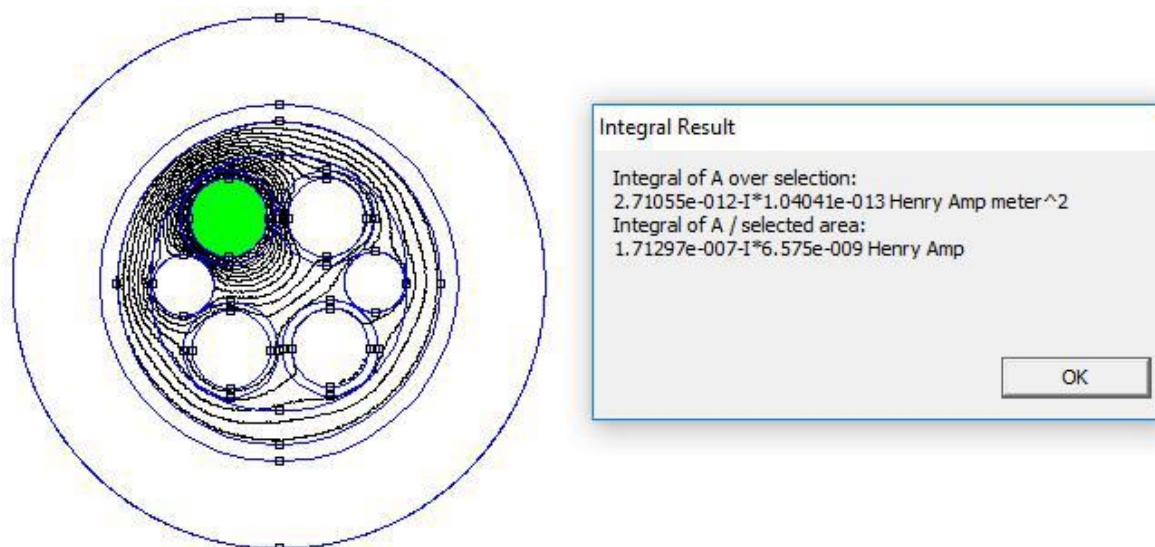 Integral Result
Integral of A over selection:
2.71055e-012-I*1.04041e-013 Henry Amp meter^2
Integral of A / selected area:
1.71297e-007-I*6.575e-009 Henry Amp
OK